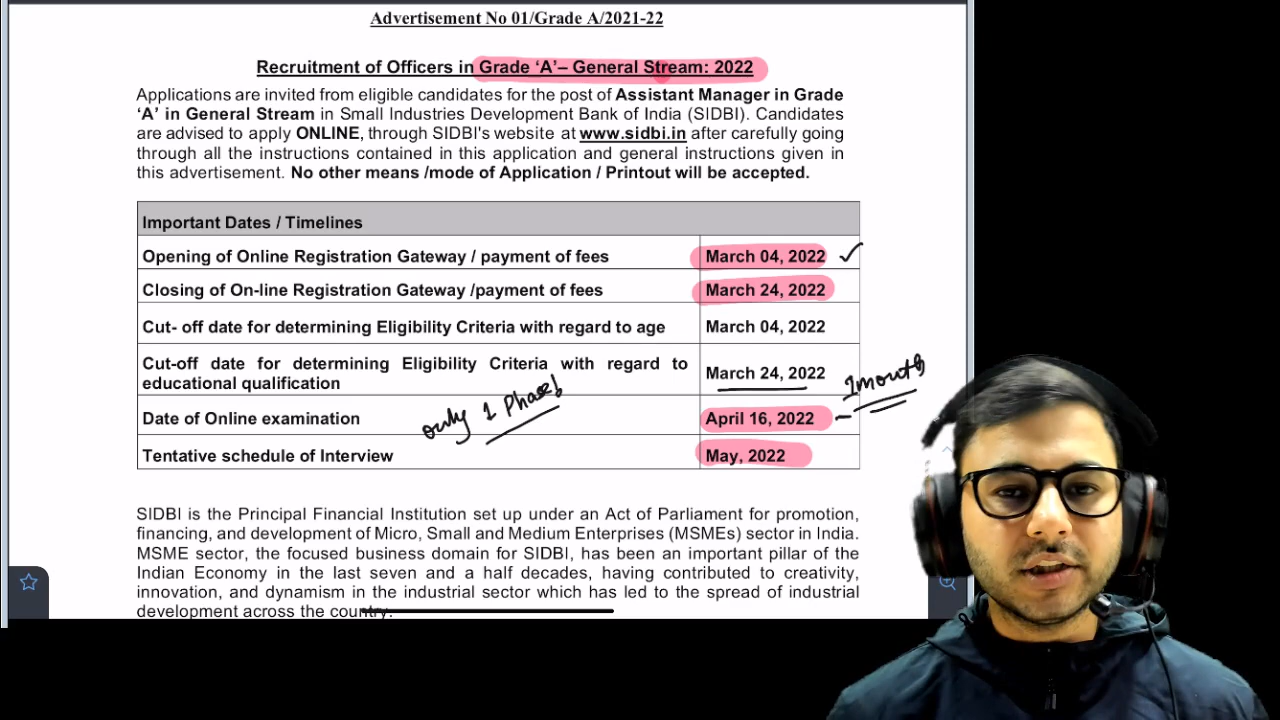 Advertisement No 01/Grade A/2021-22
Recruitment of Officers in Grade ‘A’– General Stream: 2022
Applications are invited from eligible candidates for the post of Assistant Manager in Grade
‘A’ in General Stream in Small Industries Development Bank of India (SIDBI). Candidates
are advised to apply ONLINE, through SIDBI's website at www.sidbi.in after carefully going
through all the instructions contained in this application and general instructions given in
this advertisement. No other means /mode of Application / Printout will be accepted.
Important Dates / Timelines
Opening of Online Registration Gateway / payment of fees March 04, 2022
Closing of On-line Registration Gateway /payment of fees March 24, 2022
Cut- off date for determining Eligibility Criteria with regard to age March 04, 2022
Cut-off date for determining Eligibility Criteria with regard to
educational qualification March 24, 2022
1 month
only 1 Phase!
Date of Online examination April 16, 2022
Tentative schedule of Interview May, 2022
SIDBI is the Principal Financial Institution set up under an Act of Parliament for promotion,
financing, and development of Micro, Small and Medium Enterprises (MSMEs) sector in India.
MSME sector, the focused business domain for SIDBI, has been an important pillar of the
Indian Economy in the last seven and a half decades, having contributed to creativity,
innovation, and dynamism in the industrial sector which has led to the spread of industrial
development across the country.